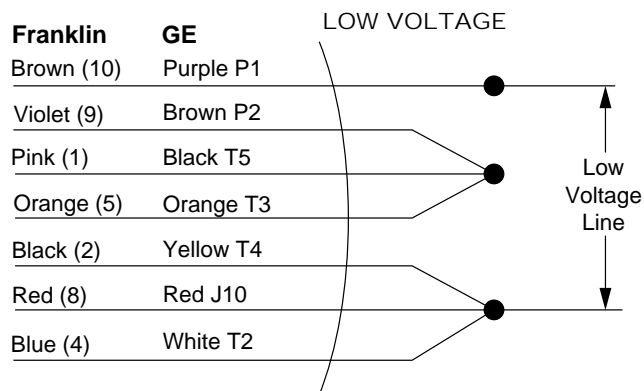 LOW VOLTAGE
Franklin GE
Brown (10) Purple P1
Violet (9) Brown P2
Pink (1) Black T5
Orange (5) Orange T3
Black (2) Yellow T4
Red (8) Red J10
Blue (4) White T2
Low
Voltage
Line